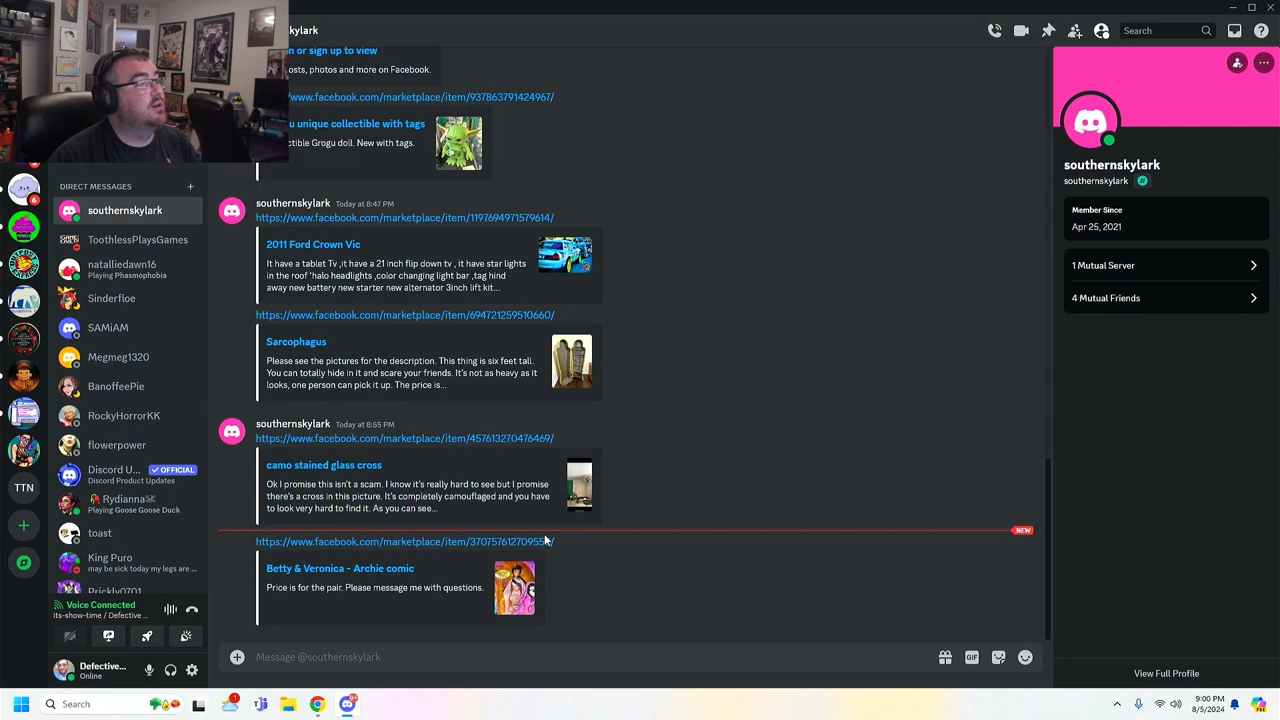 skylark
Search
n or sign up to view
osts, photos and more on Facebook.
www.facebook.com/marketplace/item/937863791424967/
u unique collectible with tags
ctible Grogu doll. New with tags.
DIRECT MESSAGES
southernskylark
ToothlessPlaysGames
natalliedawn16
Playing Phasmophobia
Sinderfloe
SAMiAM
Megmeg1320
BanoffeePie
RockyHorrorKK
flowerpower
Discord U... OFFICIAL
Discord Product Updates
Rydianna
Playing Goose Goose Duck
toast
King Puro
may be sick today my legs are ...
Prickly0701
6
TTN
Voice Connected
its-show-time / Defective ...
Defective...
Online
southernskylark Today at 8:47 PM
https://www.facebook.com/marketplace/item/1197694971579614/
2011 Ford Crown Vic
It have a tablet Tv ,it have a 21 inch flip down tv , it have star lights
in the roof 'halo headlights ,color changing light bar ,tag hind
away new battery new starter new alternator 3inch lift kit...
https://www.facebook.com/marketplace/item/694721259510660/
Sarcophagus
Please see the pictures for the description. This thing is six feet tall.
You can totally hide in it and scare your friends. It's not as heavy as it
looks, one person can pick it up. The price is...
southernskylark Today at 8:55 PM
https://www.facebook.com/marketplace/item/457613270476469/
camo stained glass cross
Ok I promise this isn't a scam. I know it's really hard to see but I promise
there's a cross in this picture. It's completely camouflaged and you have
to look very hard to find it. As you can see...
NEW
Betty & Veronica - Archie comic
Price is for the pair. Please message me with questions.
Message @southernskylark
GIF
southernskylark
southernskylark
Member Since
Apr 25, 2021
1 Mutual Server
4 Mutual Friends
View Full Profile
Search
1
9+
9:00 PM
8/5/2024